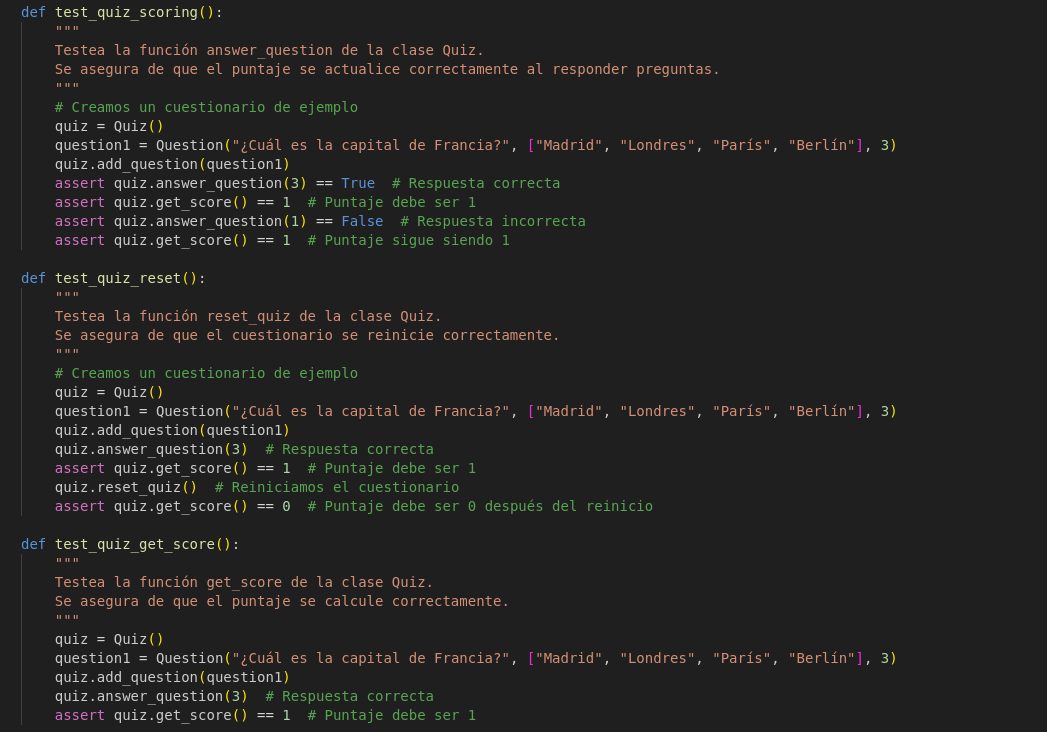 def test_quiz_scoring():
    """
    Testea la función answer_question de la clase Quiz.
    Se asegura de que el puntaje se actualice correctamente al responder preguntas.
    """
    # Creamos un cuestionario de ejemplo
    quiz = Quiz()
    question1 = Question("¿Cuál es la capital de Francia?", ["Madrid", "Londres", "París", "Berlín"], 3)
    quiz.add_question(question1)
    assert quiz.answer_question(3) == True  # Respuesta correcta
    assert quiz.get_score() == 1  # Puntaje debe ser 1
    assert quiz.answer_question(1) == False  # Respuesta incorrecta
    assert quiz.get_score() == 1  # Puntaje sigue siendo 1

def test_quiz_reset():
    """
    Testea la función reset_quiz de la clase Quiz.
    Se asegura de que el cuestionario se reinicie correctamente.
    """
    # Creamos un cuestionario de ejemplo
    quiz = Quiz()
    question1 = Question("¿Cuál es la capital de Francia?", ["Madrid", "Londres", "París", "Berlín"], 3)
    quiz.add_question(question1)
    quiz.answer_question(3)  # Respuesta correcta
    assert quiz.get_score() == 1  # Puntaje debe ser 1
    quiz.reset_quiz()  # Reiniciamos el cuestionario
    assert quiz.get_score() == 0  # Puntaje debe ser 0 después del reinicio

def test_quiz_get_score():
    """
    Testea la función get_score de la clase Quiz.
    Se asegura de que el puntaje se calcule correctamente.
    """
    quiz = Quiz()
    question1 = Question("¿Cuál es la capital de Francia?", ["Madrid", "Londres", "París", "Berlín"], 3)
    quiz.add_question(question1)
    quiz.answer_question(3)  # Respuesta correcta
    assert quiz.get_score() == 1  # Puntaje debe ser 1